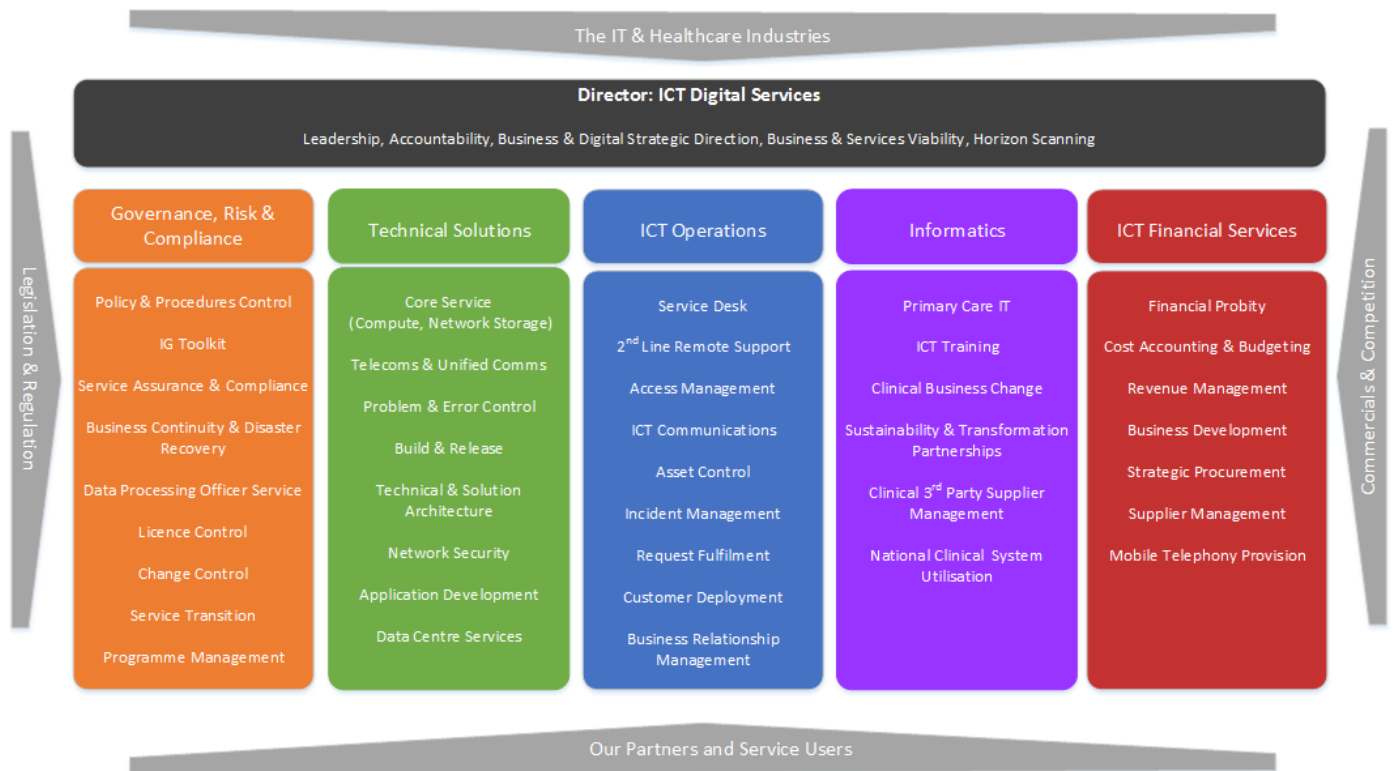 The IT & Healthcare Industries
Director: ICT Digital Services
Leadership, Accountability, Business & Digital Strategic Direction, Business & Services Viability, Horizon Scanning
Legislation & Regulation
Governance, Risk &
Compliance
Policy & Procedures Control
IG Toolkit
Service Assurance & Compliance
Business Continuity & Disaster
Recovery
Data Processing Officer Service
Licence Control
Change Control
Service Transition
Programme Management
Technical Solutions
Core Service
(Compute, Network Storage)
Telecoms & Unified Comms
Problem & Error Control
Build & Release
Technical & Solution
Architecture
Network Security
Application Development
Data Centre Services
ICT Operations
Service Desk
2nd Line Remote Support
Access Management
ICT Communications
Asset Control
Incident Management
Request Fulfilment
Customer Deployment
Business Relationship
Management
Informatics
Primary Care IT
ICT Training
Clinical Business Change
Sustainability & Transformation
Partnerships
Clinical 3rd Party Supplier
Management
National Clinical System
Utilisation
ICT Financial Services
Financial Probity
Cost Accounting & Budgeting
Revenue Management
Business Development
Strategic Procurement
Supplier Management
Mobile Telephony Provision
Commercials & Competition
Our Partners and Service Users